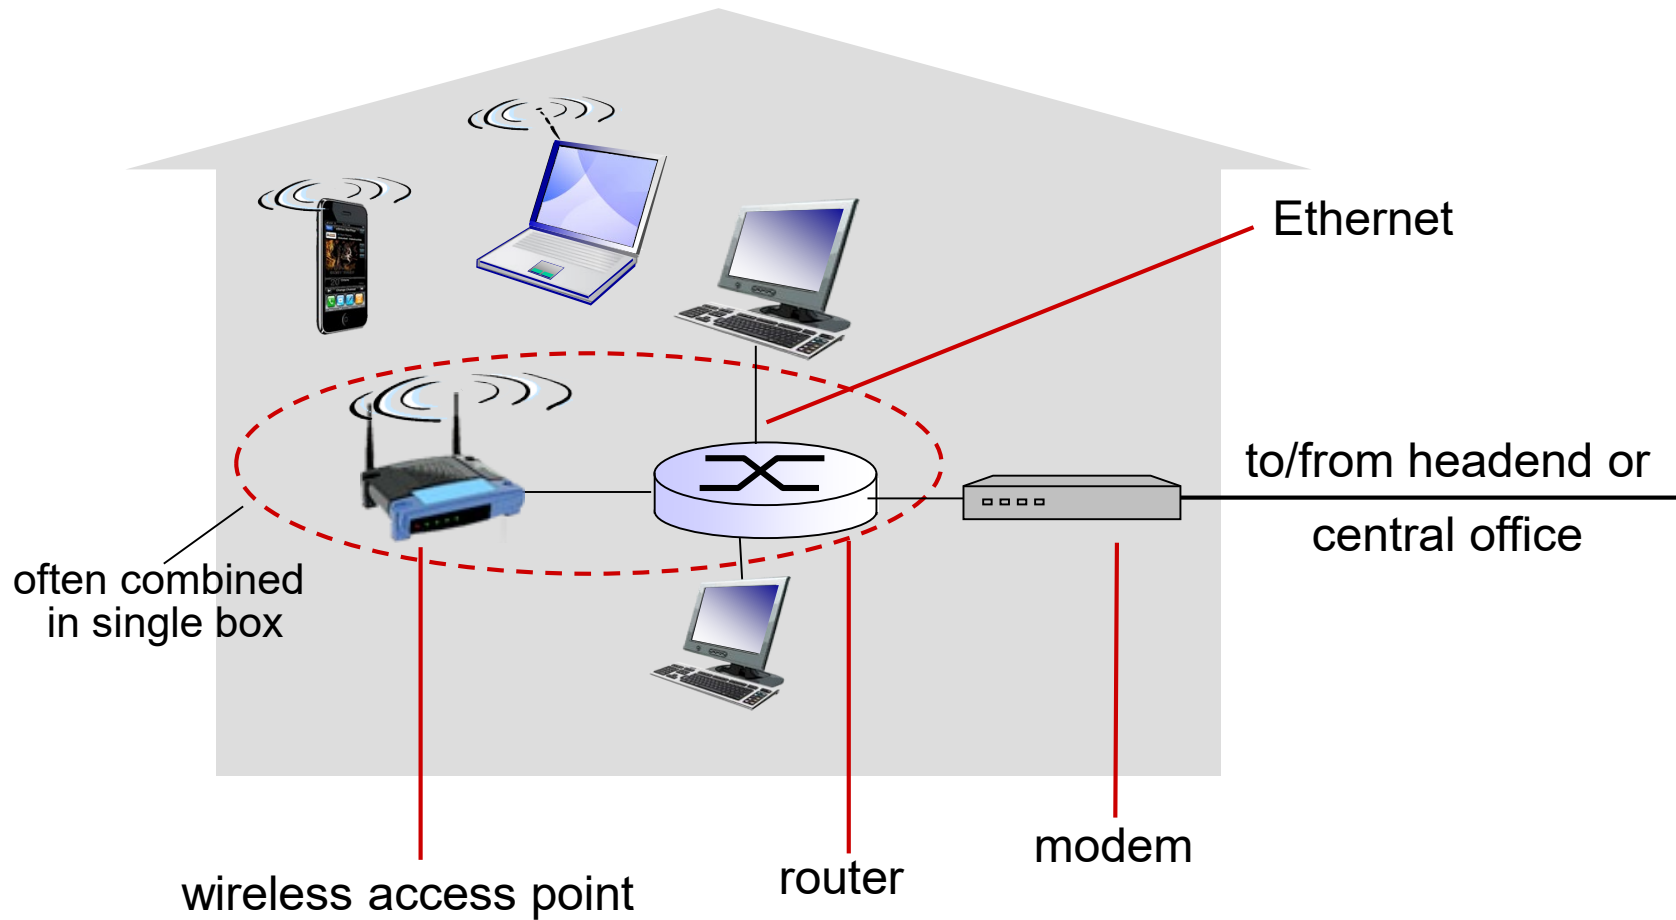 Ethernet
to/from headend or
central office
often combined
in single box
modem
router
wireless access point